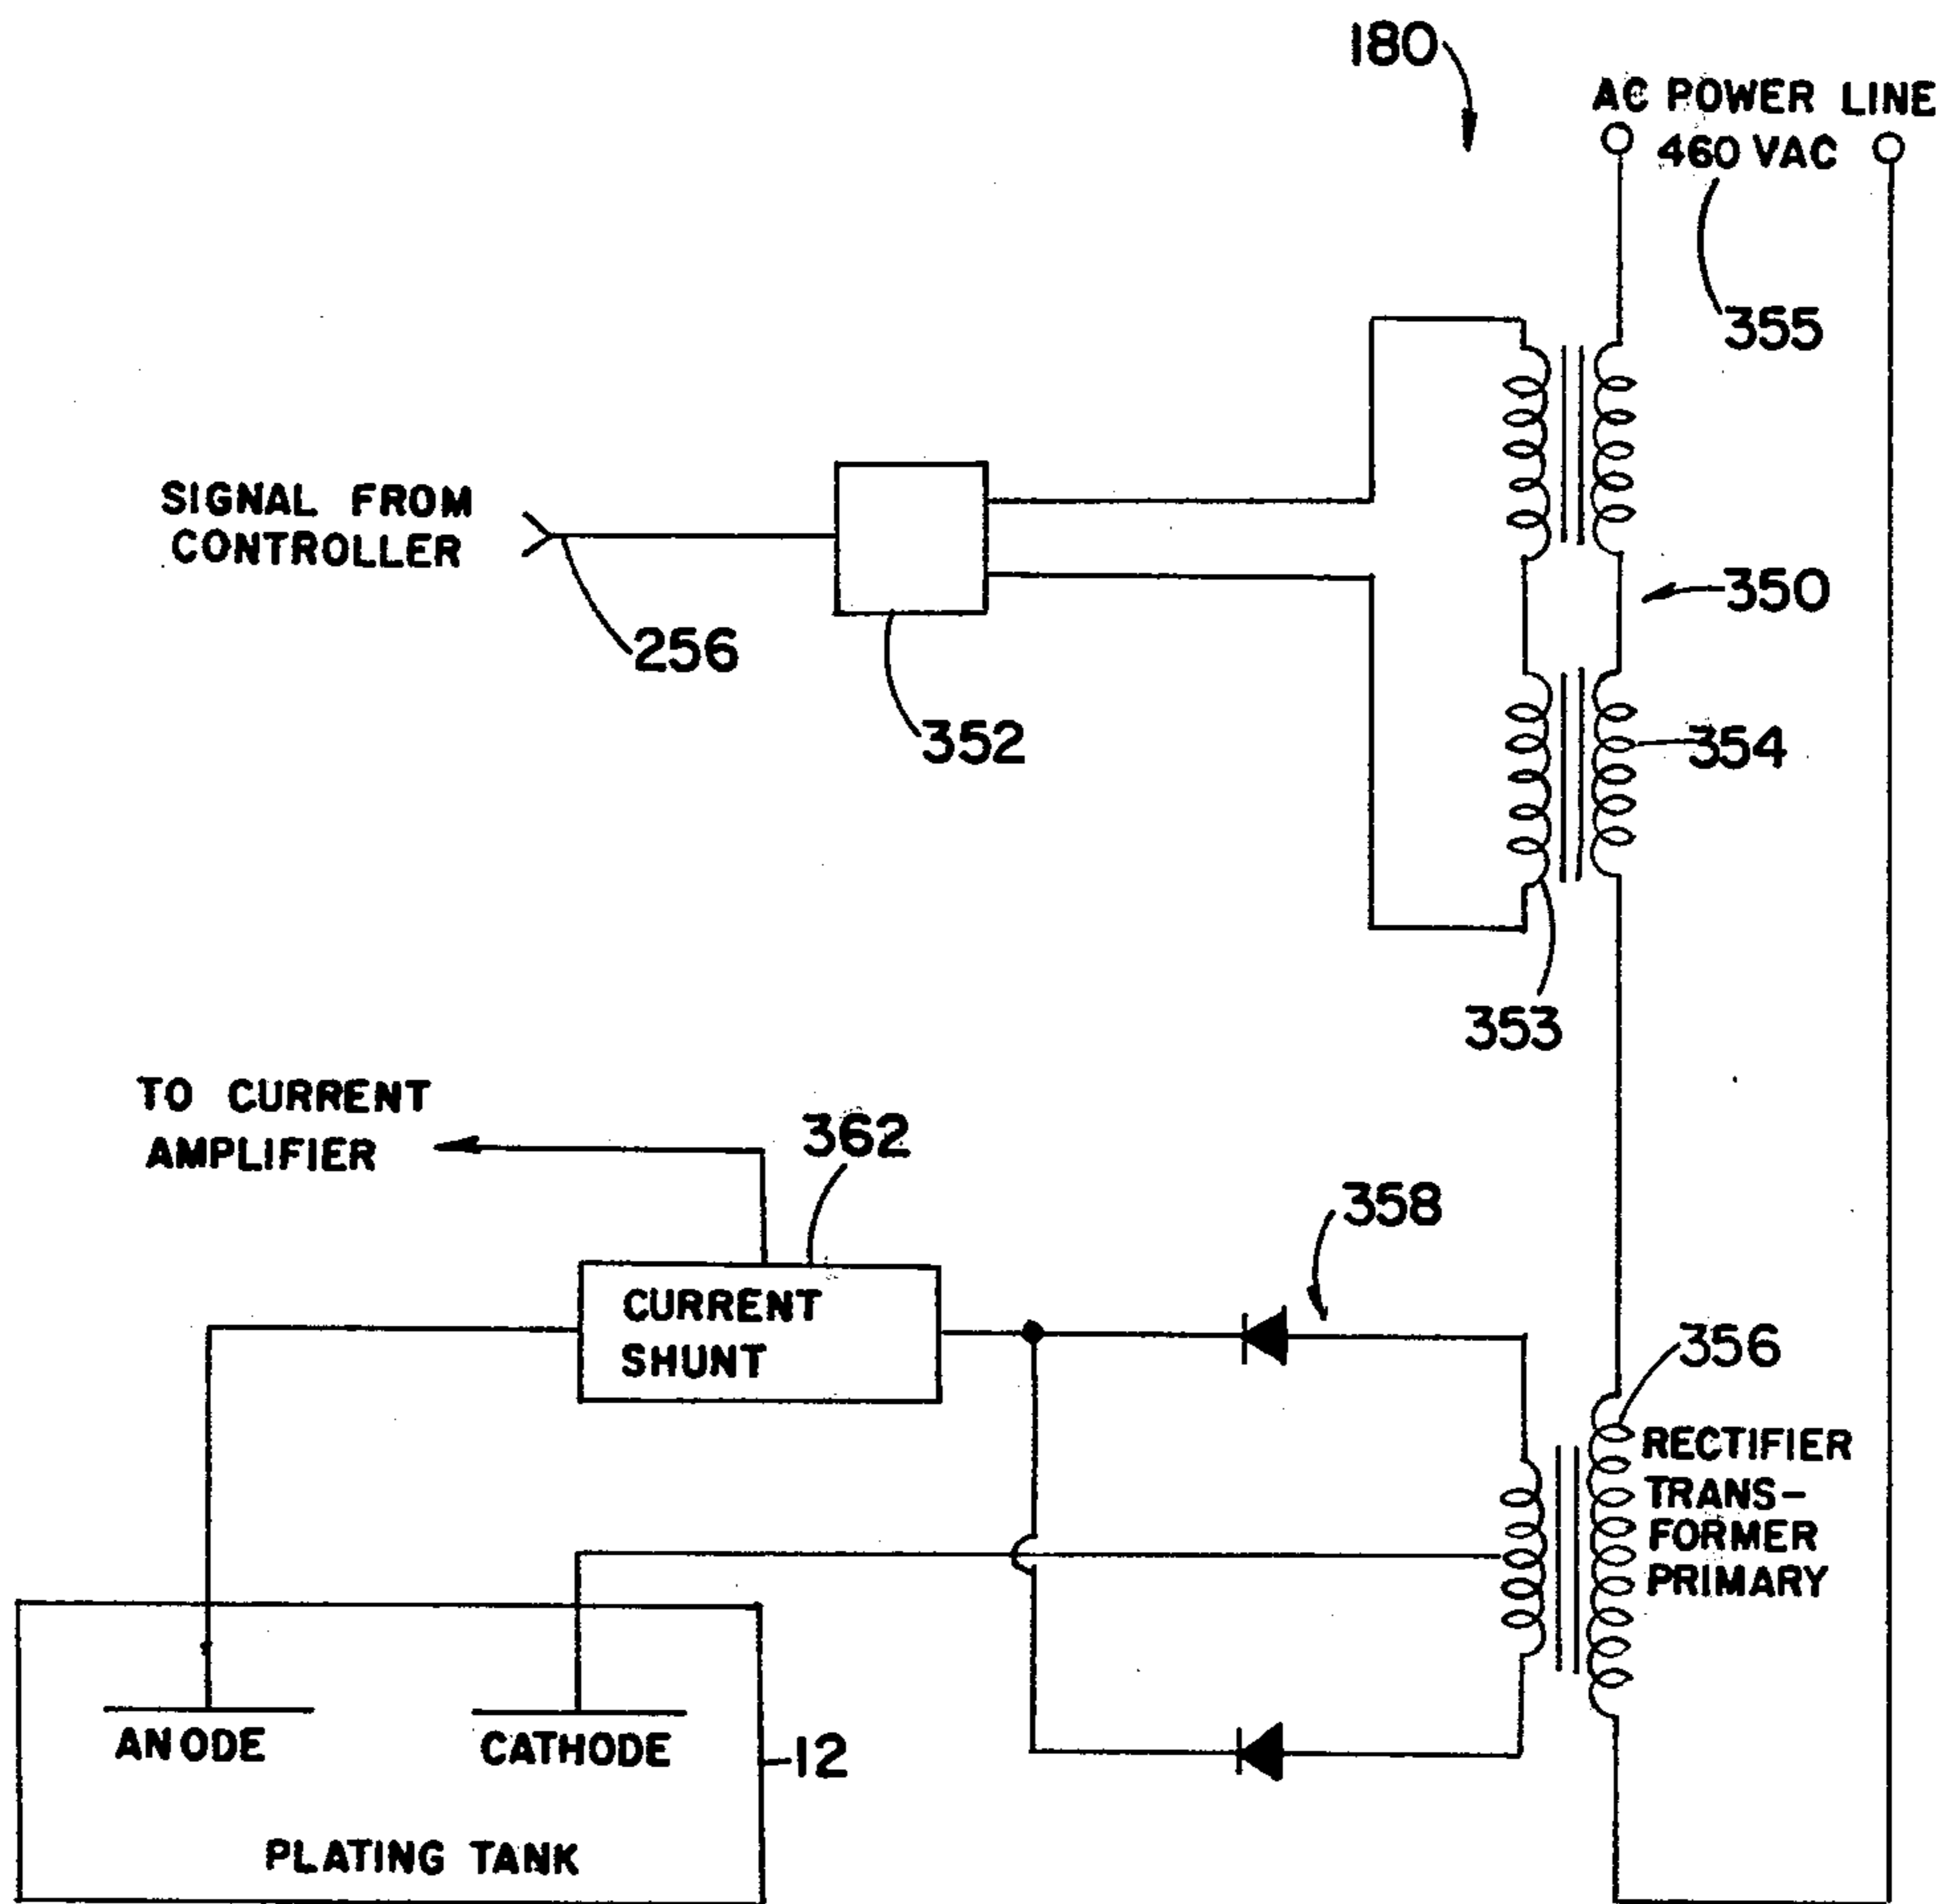 180
AC POWER LINE
460 VAC
355
SIGNAL FROM
CONTROLLER
256
352
350
354
353
TO CURRENT
AMPLIFIER
362
358
CURRENT
SHUNT
356
RECTIFIER
TRANS-
FORMER
PRIMARY
ANODE
CATHODE
12
PLATING TANK